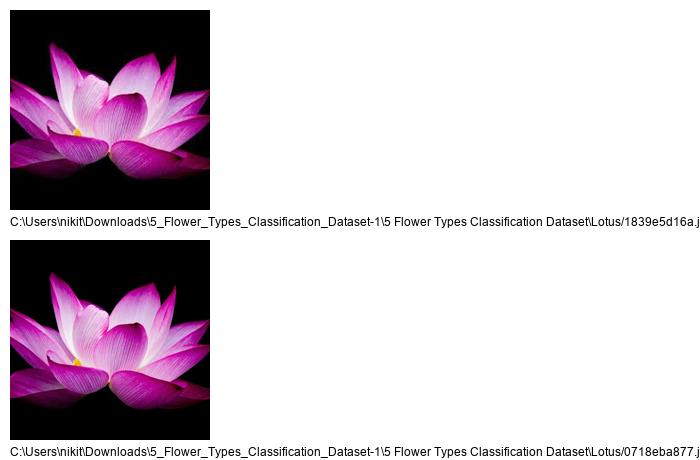 C:\Users\nikit\Downloads\5_Flower_Types_Classification_Dataset-1\5 Flower Types Classification Dataset\Lotus/1839e5d16a.j
C:\Users\nikit\Downloads\5_Flower_Types_Classification_Dataset-1\5 Flower Types Classification Dataset\Lotus/0718eba877.j